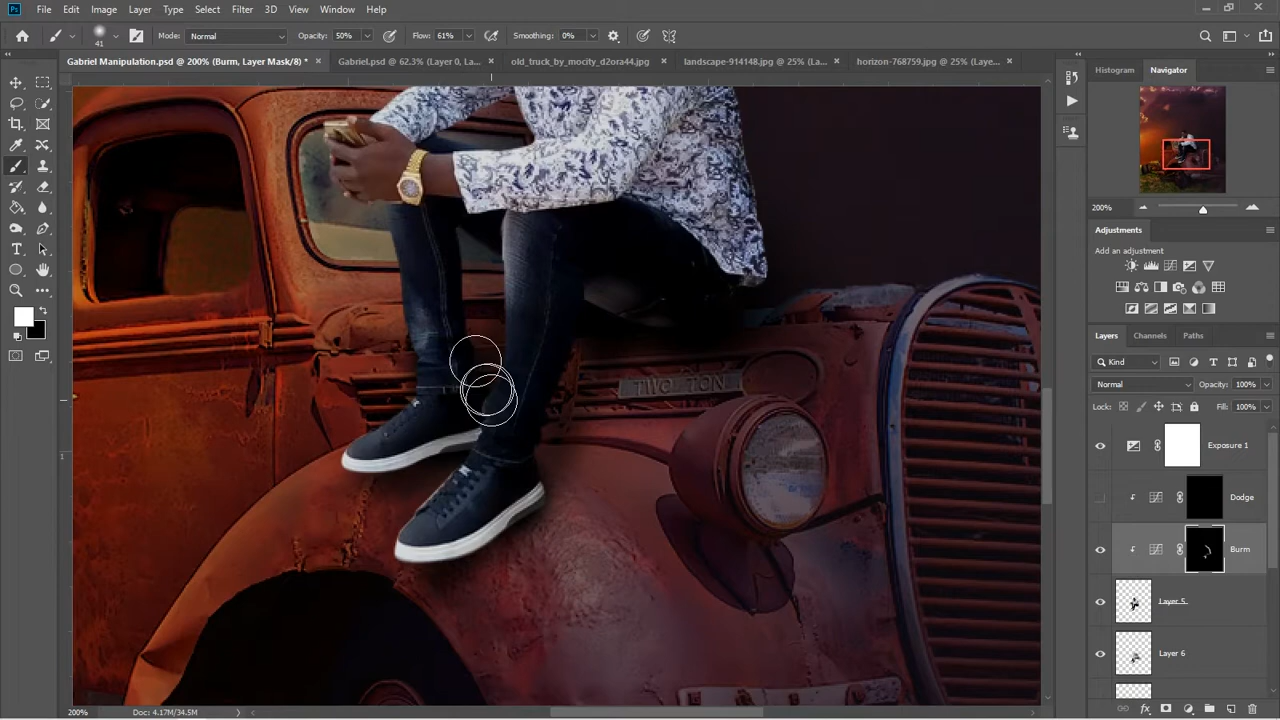 Ps File Edit Image Layer Type Select Filter 3D View Window Help
41 Mode: Normal Opacity: 50% Flow: 61% Smoothing: 0%
Gabriel Manipulation.psd @ 200% (Burm, Layer Mask/8) * × Gabriel.psd @ 62.3% (Layer 0, La... × old_truck_by_mocity_d2ora44.jpg × landscape-914148.jpg @ 25% (La... × horizon-768759.jpg @ 25% (Laye... ×
Histogram Navigator
200%
Adjustments
Add an adjustment
Layers Channels Paths
Kind
Normal Opacity: 100%
Lock: Fill: 100%
Exposure 1
Dodge
Burm
Layer 5
Layer 6
TWO TON
1
200% Doc: 4.17M/34.5M